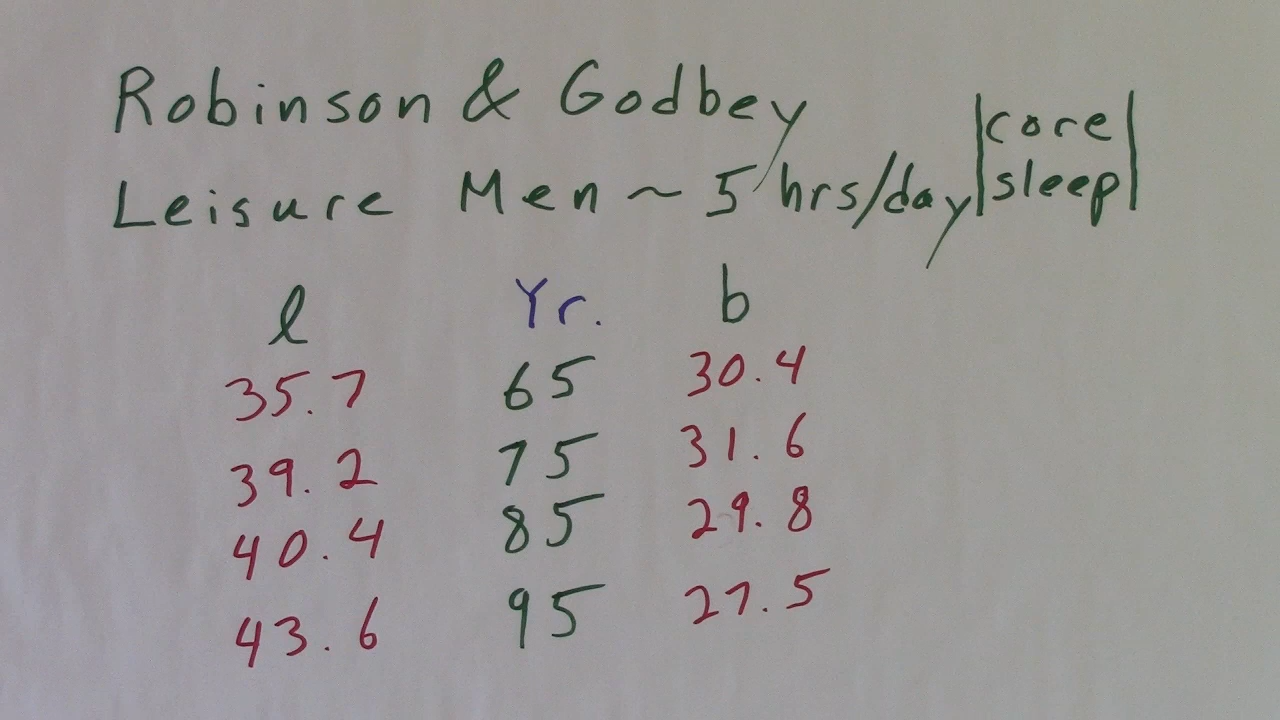 Robinson & Godbey
Leisure Men ~ 5 hrs/day |core sleep|
l Yr. b
35.7 65 30.4
39.2 75 31.6
40.4 85 29.8
43.6 95 27.5